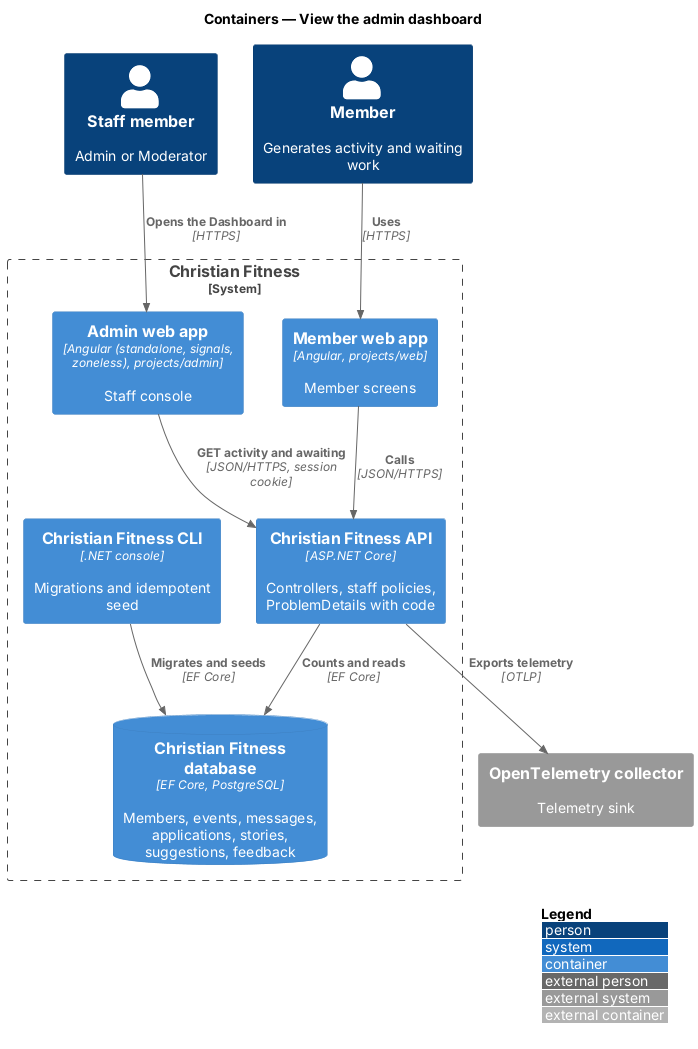 Containers — View the admin dashboard
Staff member
Admin or Moderator
Member
Generates activity and waiting
work
Opens the Dashboard in
[HTTPS]
Uses
[HTTPS]
Christian Fitness
[System]
Admin web app
[Angular (standalone, signals,
zoneless), projects/admin]
Staff console
Member web app
[Angular, projects/web]
Member screens
GET activity and awaiting
[JSON/HTTPS, session
cookie]
Calls
[JSON/HTTPS]
Christian Fitness CLI
[.NET console]
Migrations and idempotent
seed
Christian Fitness API
[ASP.NET Core]
Controllers, staff policies,
ProblemDetails with code
Migrates and seeds
[EF Core]
Counts and reads
[EF Core]
Exports telemetry
[OTLP]
Christian Fitness
database
[EF Core, PostgreSQL]
Members, events, messages,
applications, stories,
suggestions, feedback
OpenTelemetry collector
Telemetry sink
Legend
person
system
container
external person
external system
external container